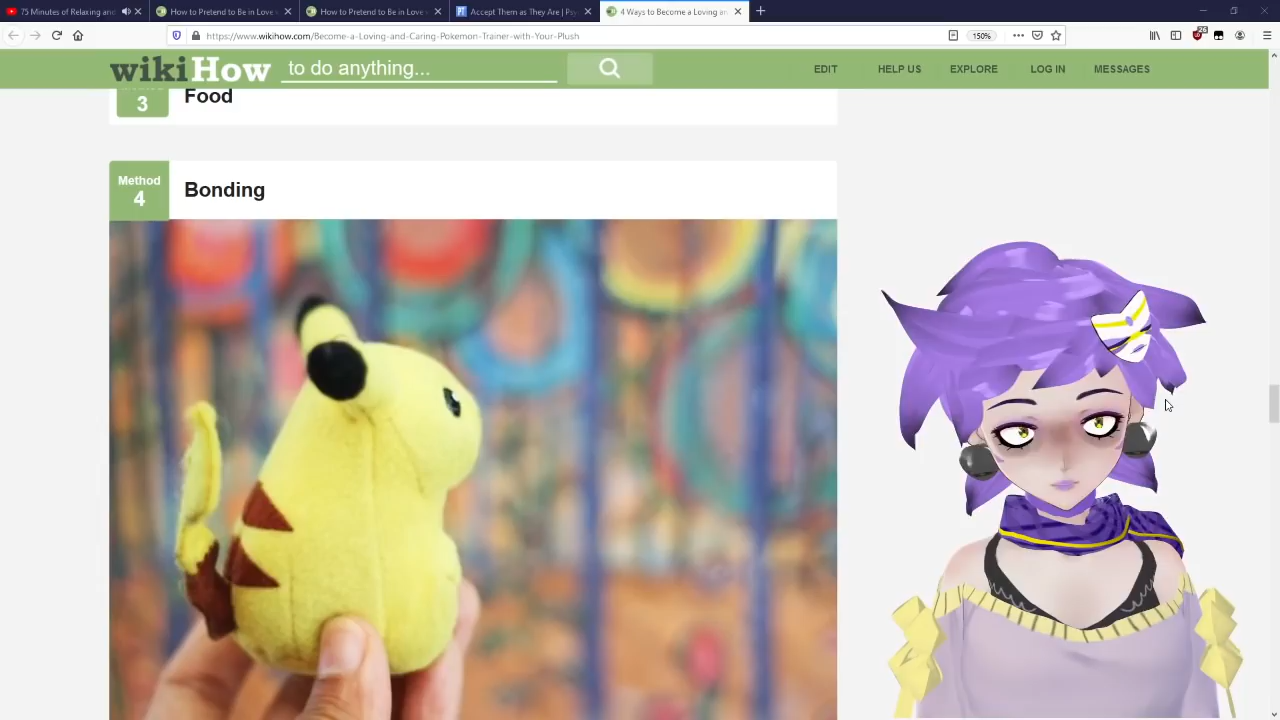 75 Minutes of Relaxing and
How to Pretend to Be in Love
How to Pretend to Be in Love
Accept Them as They Are | Psy
4 Ways to Become a Loving an
https://www.wikihow.com/Become-a-Loving-and-Caring-Pokemon-Trainer-with-Your-Plush
150%
26
wikiHow to do anything...
EDIT
HELP US
EXPLORE
LOG IN
MESSAGES
3
Food
Method
4
Bonding